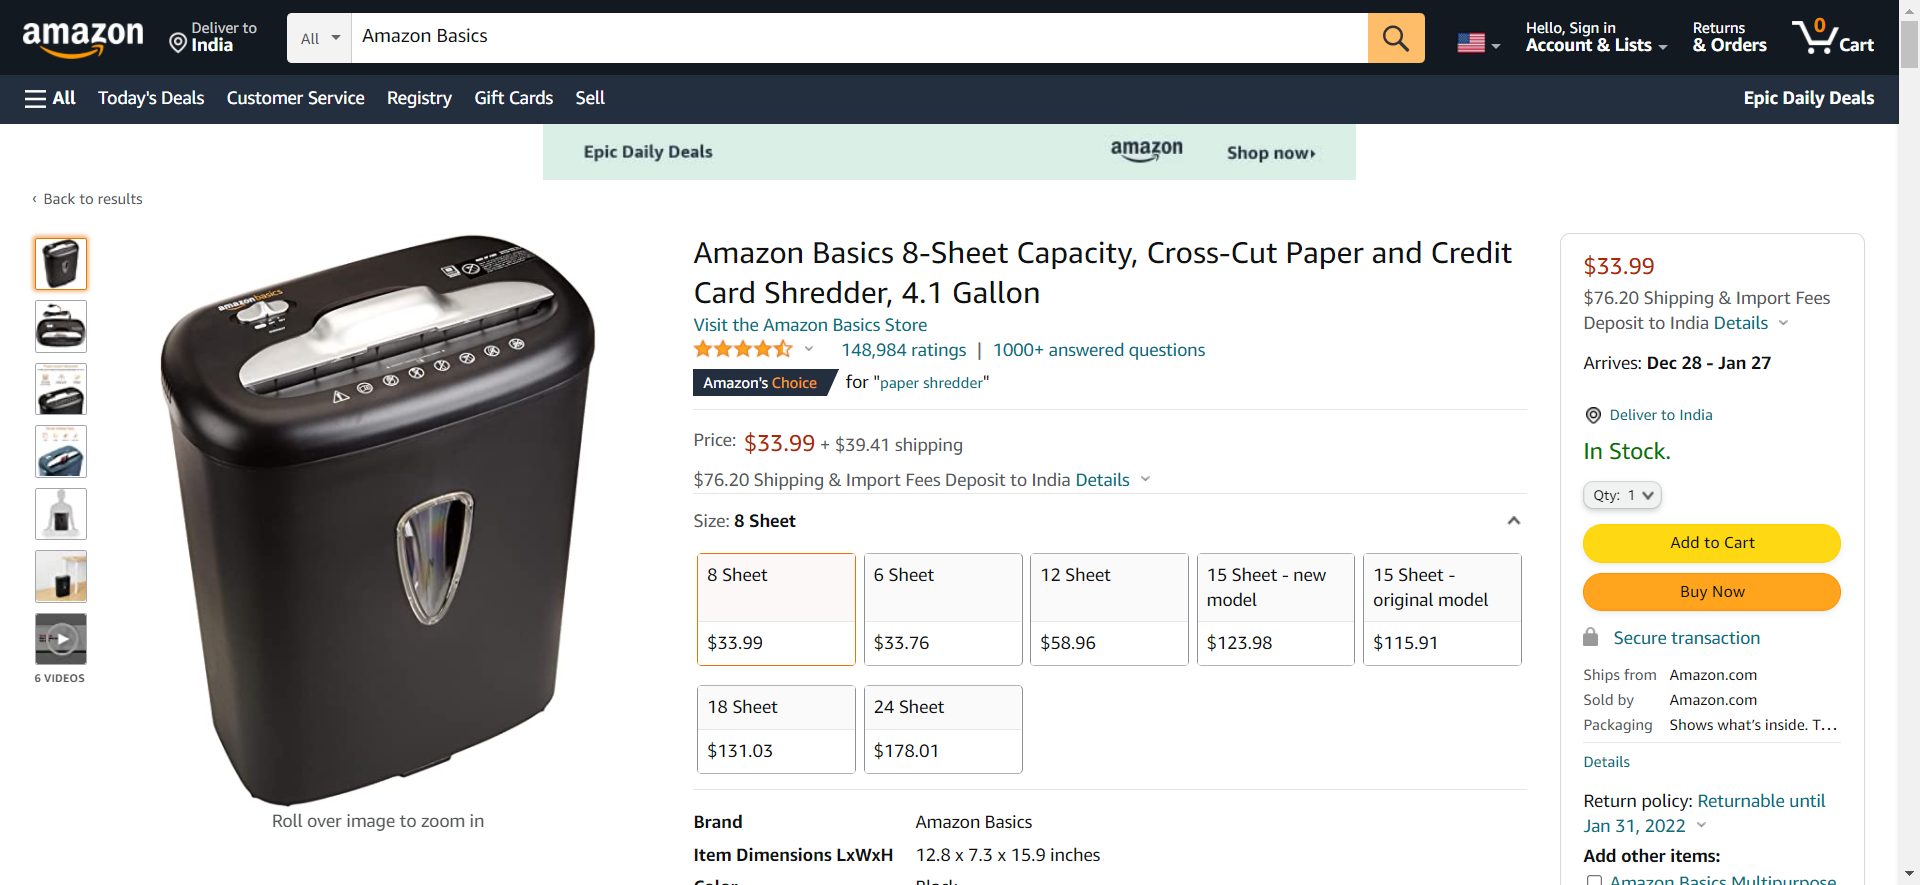 amazon
Deliver to
India
All
Amazon Basics
Hello, Sign in
Account & Lists
Returns
& Orders
0
Cart
All
Today's Deals
Customer Service
Registry
Gift Cards
Sell
Epic Daily Deals
Epic Daily Deals
amazon
Shop now
‹ Back to results
6 VIDEOS
amazonbasics
Roll over image to zoom in
Amazon Basics 8-Sheet Capacity, Cross-Cut Paper and Credit
Card Shredder, 4.1 Gallon
Visit the Amazon Basics Store
148,984 ratings | 1000+ answered questions
Amazon's Choice for "paper shredder"
Price: $33.99 + $39.41 shipping
$76.20 Shipping & Import Fees Deposit to India Details
Size: 8 Sheet
8 Sheet
$33.99
6 Sheet
$33.76
12 Sheet
$58.96
15 Sheet - new
model
$123.98
15 Sheet -
original model
$115.91
18 Sheet
$131.03
24 Sheet
$178.01
Brand Amazon Basics
Item Dimensions LxWxH 12.8 x 7.3 x 15.9 inches
Color Black
$33.99
$76.20 Shipping & Import Fees
Deposit to India Details
Arrives: Dec 28 - Jan 27
Deliver to India
In Stock.
Qty: 1
Add to Cart
Buy Now
Secure transaction
Ships from Amazon.com
Sold by Amazon.com
Packaging Shows what's inside. T...
Details
Return policy: Returnable until
Jan 31, 2022
Add other items:
Amazon Basics Multipurpose